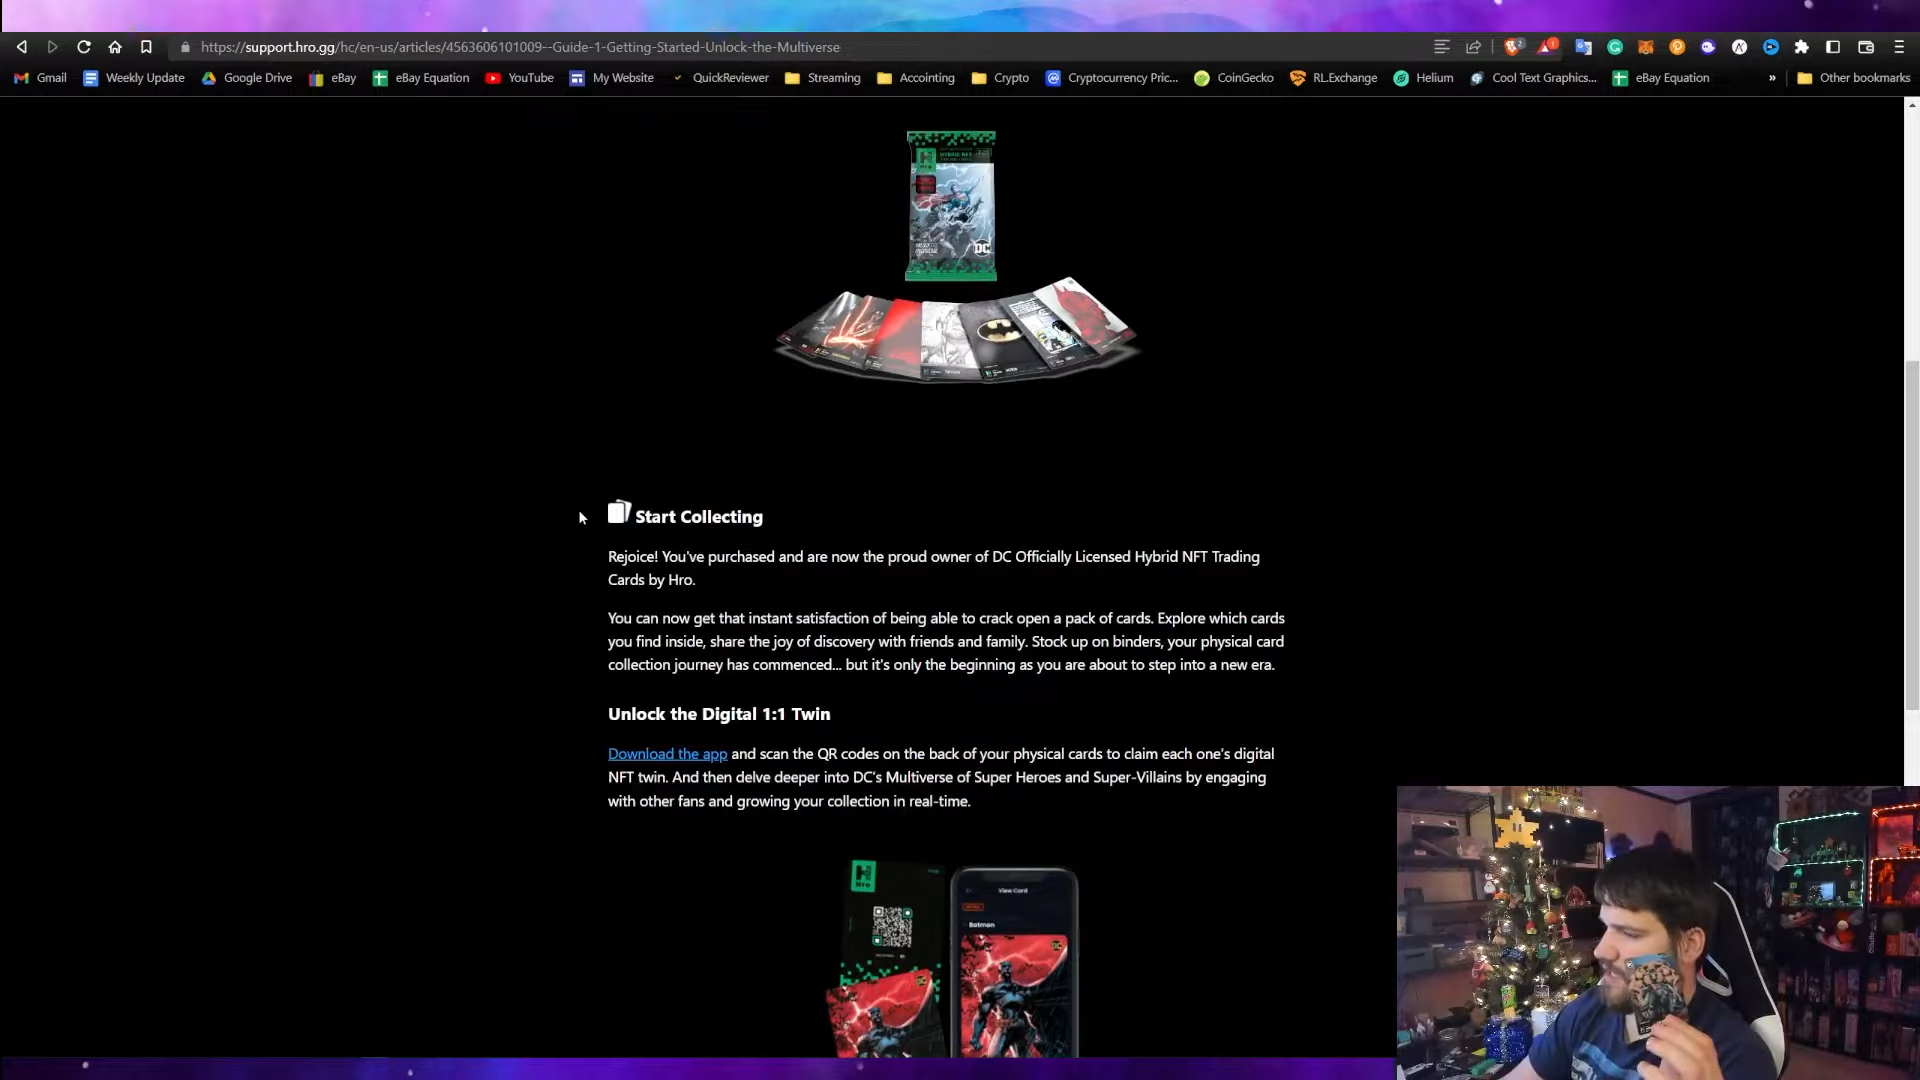 https://support.hro.gg/hc/en-us/articles/4563606101009--Guide-1-Getting-Started-Unlock-the-Multiverse
Gmail Weekly Update Google Drive eBay eBay Equation YouTube My Website QuickReviewer Streaming Accointing Crypto Cryptocurrency Pric... CoinGecko RL.Exchange Helium Cool Text Graphics... eBay Equation » Other bookmarks
DC
Start Collecting
Rejoice! You've purchased and are now the proud owner of DC Officially Licensed Hybrid NFT Trading
Cards by Hro.
You can now get that instant satisfaction of being able to crack open a pack of cards. Explore which cards
you find inside, share the joy of discovery with friends and family. Stock up on binders, your physical card
collection journey has commenced... but it's only the beginning as you are about to step into a new era.
Unlock the Digital 1:1 Twin
Download the app and scan the QR codes on the back of your physical cards to claim each one's digital
NFT twin. And then delve deeper into DC's Multiverse of Super Heroes and Super-Villains by engaging
with other fans and growing your collection in real-time.
Hro
View Card
Batman